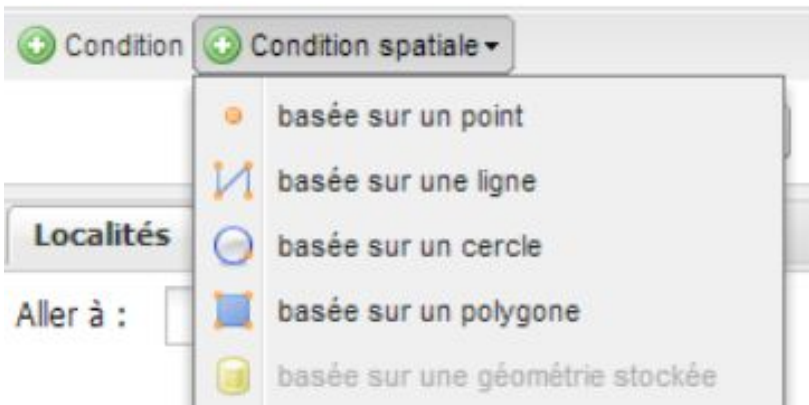 Condition Condition spatiale
basée sur un point
basée sur une ligne
Localités
basée sur un cercle
Aller à :
basée sur un polygone
basée sur une géométrie stockée